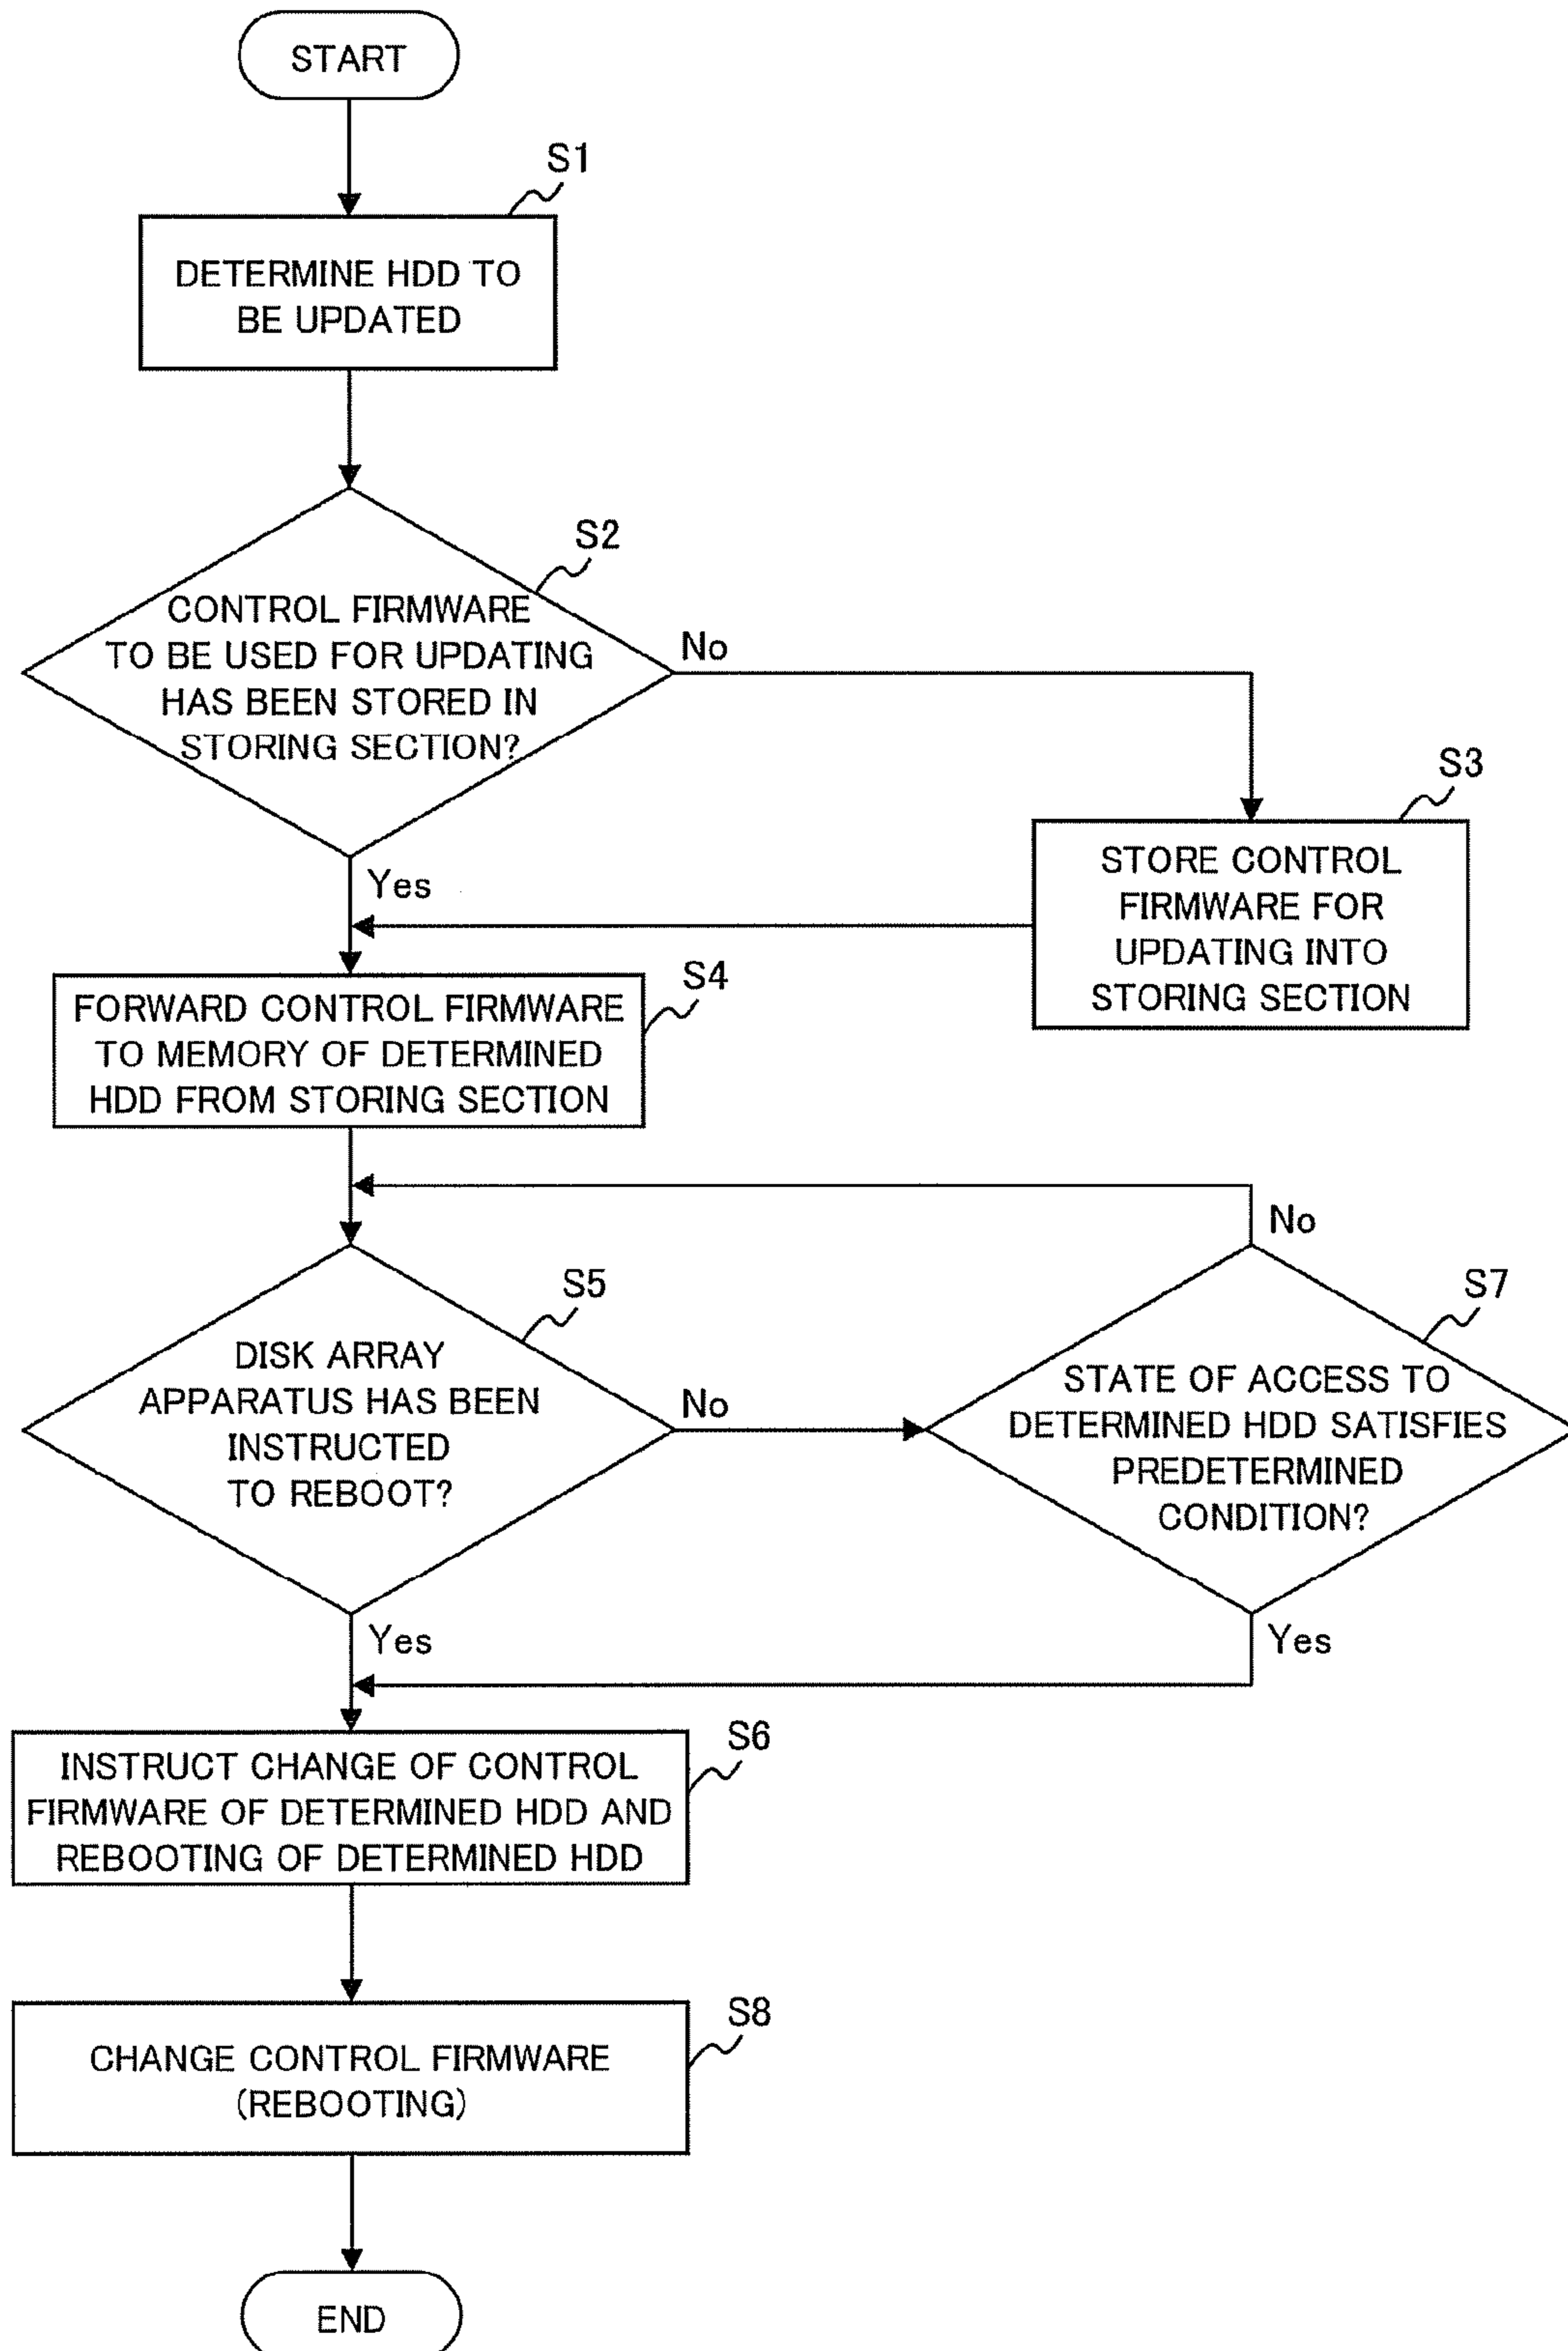 START
S1
DETERMINE HDD TO
BE UPDATED
S2
CONTROL FIRMWARE
TO BE USED FOR UPDATING
HAS BEEN STORED IN
STORING SECTION?
No
Yes
S3
STORE CONTROL
FIRMWARE FOR
UPDATING INTO
STORING SECTION
S4
FORWARD CONTROL FIRMWARE
TO MEMORY OF DETERMINED
HDD FROM STORING SECTION
S5
DISK ARRAY
APPARATUS HAS BEEN
INSTRUCTED
TO REBOOT?
No
Yes
No
S7
STATE OF ACCESS TO
DETERMINED HDD SATISFIES
PREDETERMINED
CONDITION?
Yes
S6
INSTRUCT CHANGE OF CONTROL
FIRMWARE OF DETERMINED HDD AND
REBOOTING OF DETERMINED HDD
S8
CHANGE CONTROL FIRMWARE
(REBOOTING)
END